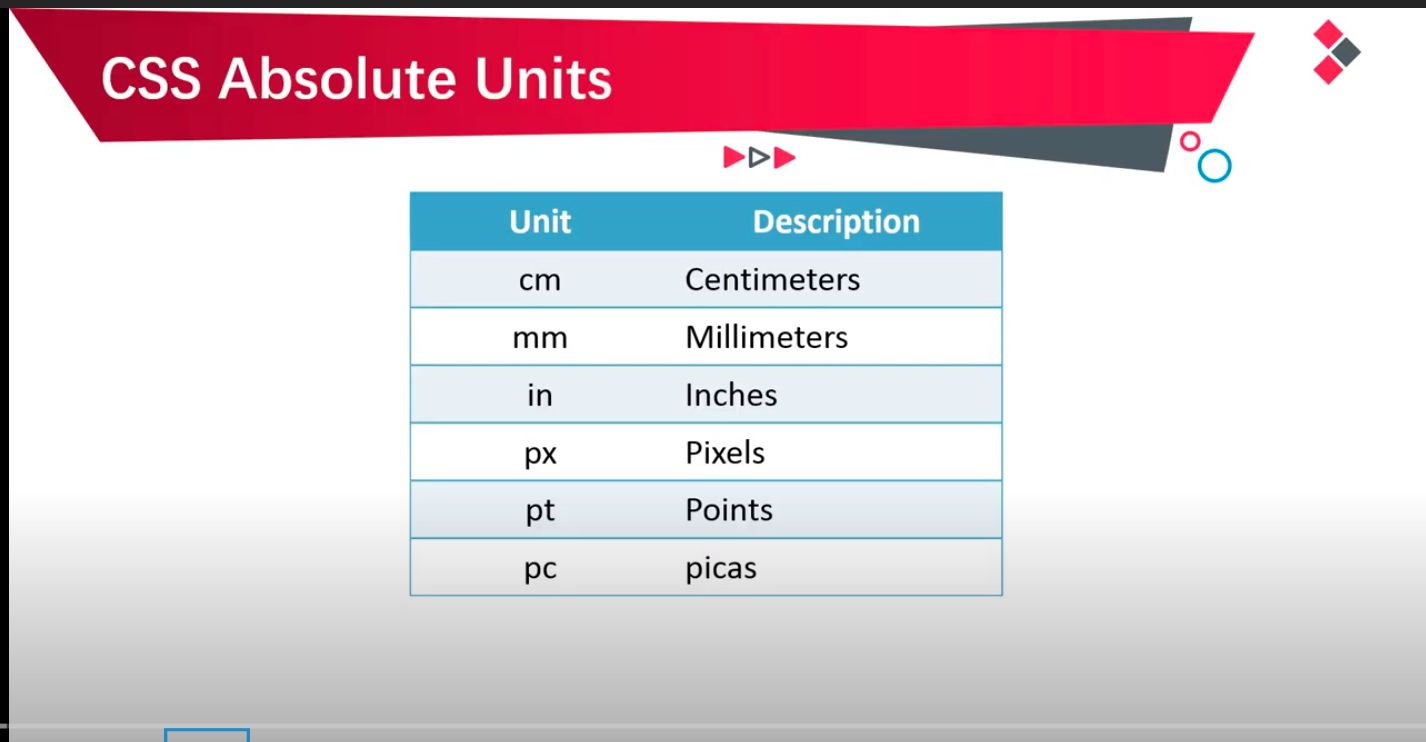 CSS Absolute Units
Unit Description
cm Centimeters
mm Millimeters
in Inches
px Pixels
pt Points
pc picas